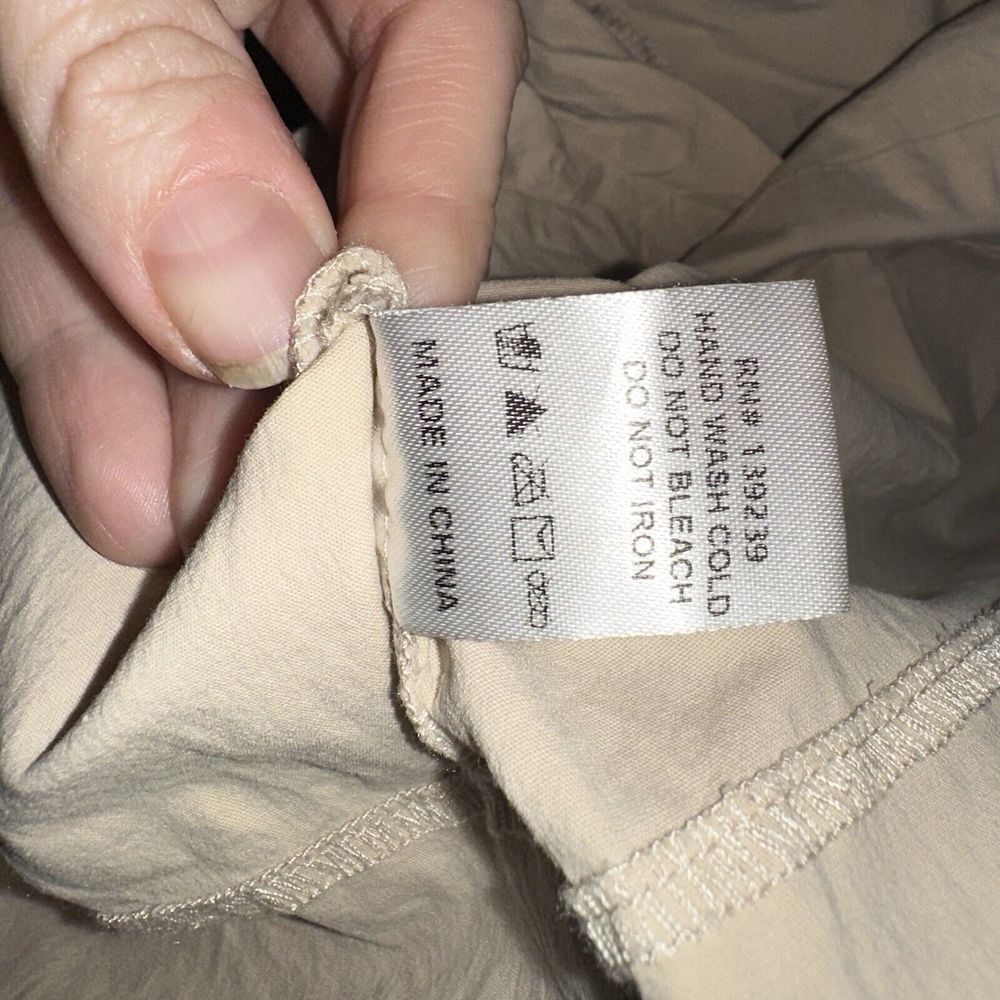 RN# 139239
HAND WASH COLD
DO NOT BLEACH
DO NOT IRON
MADE IN CHINA